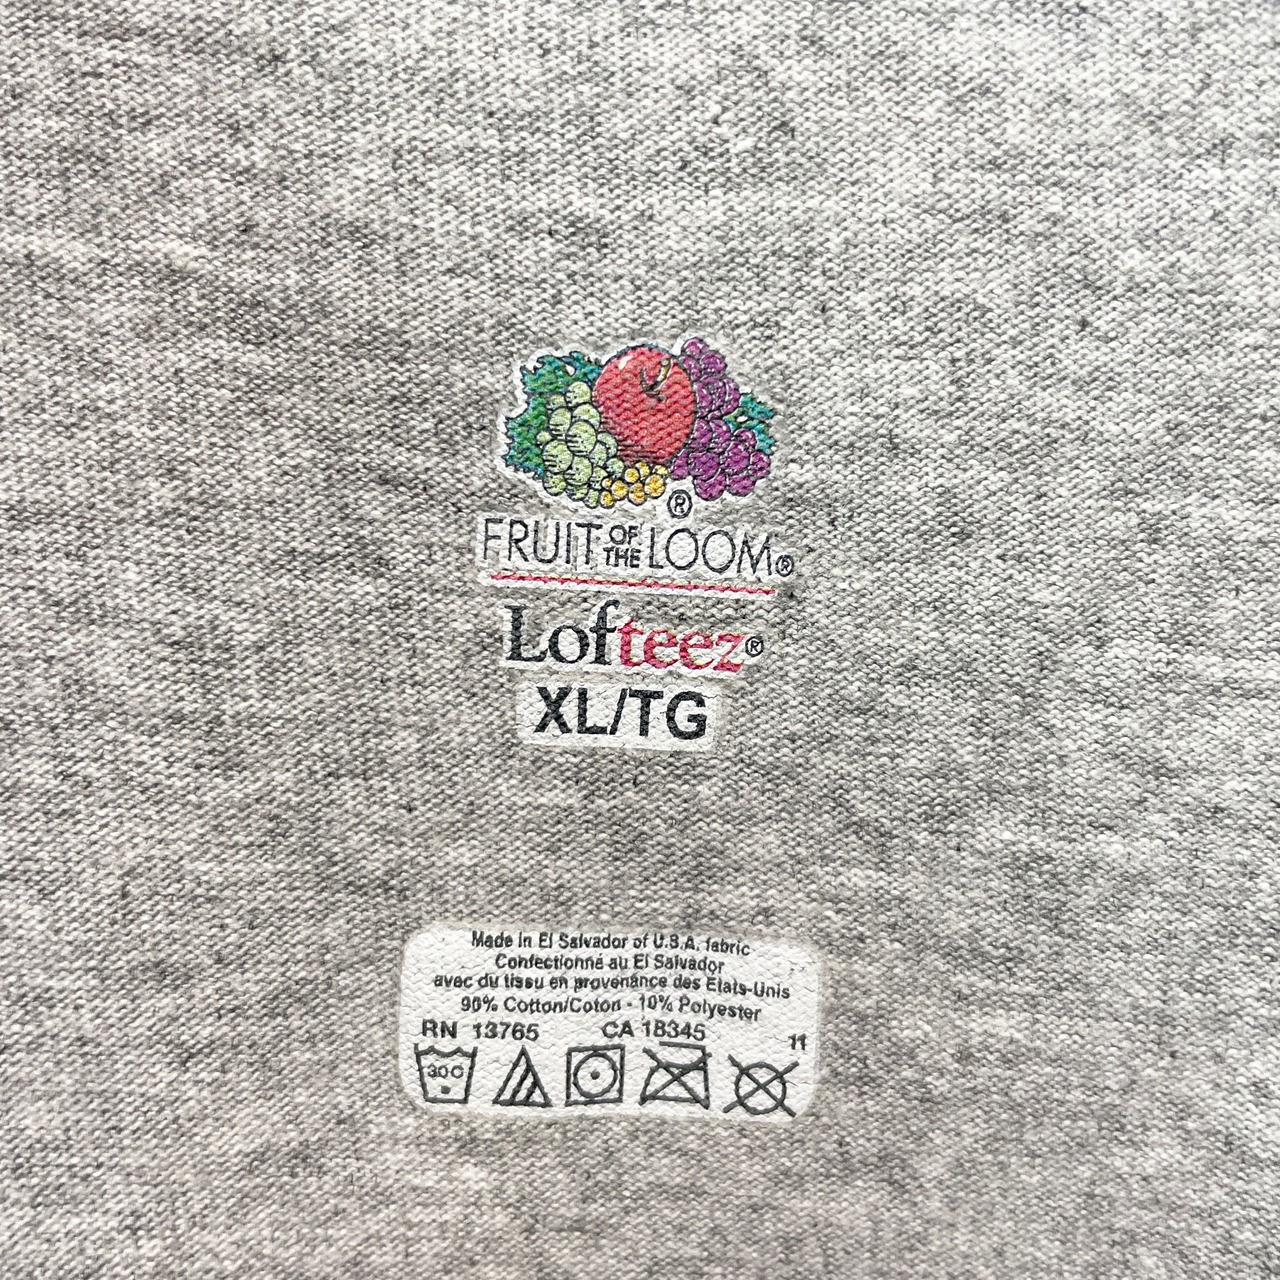 ®
FRUIT OF THE LOOM®
Lofteez®
XL/TG
Made in El Salvador of U.S.A. fabric
Confectionné au El Salvador
avec du tissu en provenance des Etats-Unis
90% Cotton/Coton - 10% Polyester
RN 13765 CA 18345 11
30C